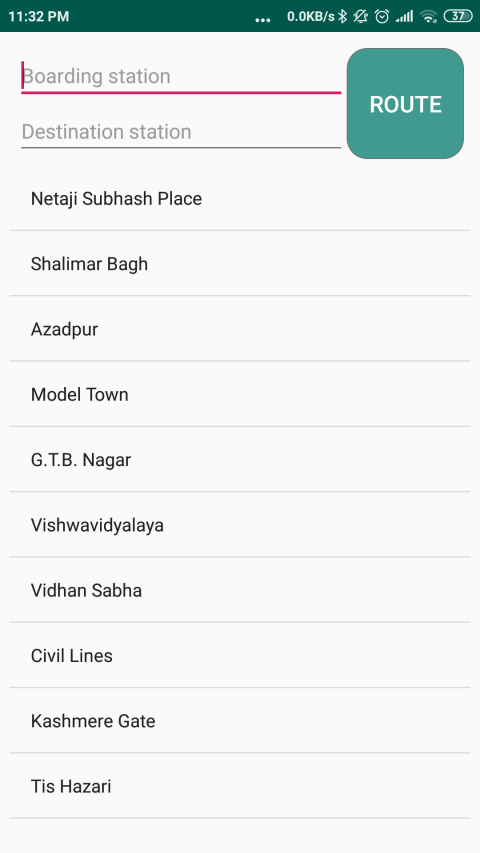 11:32 PM ... 0.0KB/s 37
Boarding station
ROUTE
Destination station
Netaji Subhash Place
Shalimar Bagh
Azadpur
Model Town
G.T.B. Nagar
Vishwavidyalaya
Vidhan Sabha
Civil Lines
Kashmere Gate
Tis Hazari